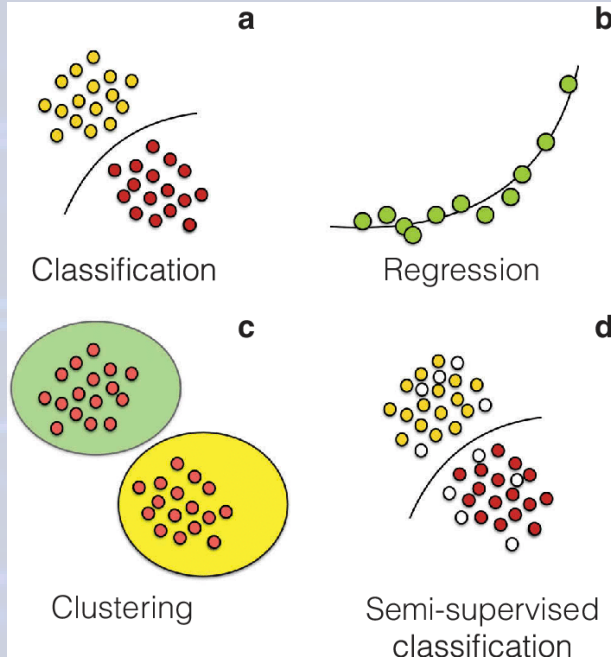 a
b
Classification
Regression
c
d
Clustering
Semi-supervised
classification